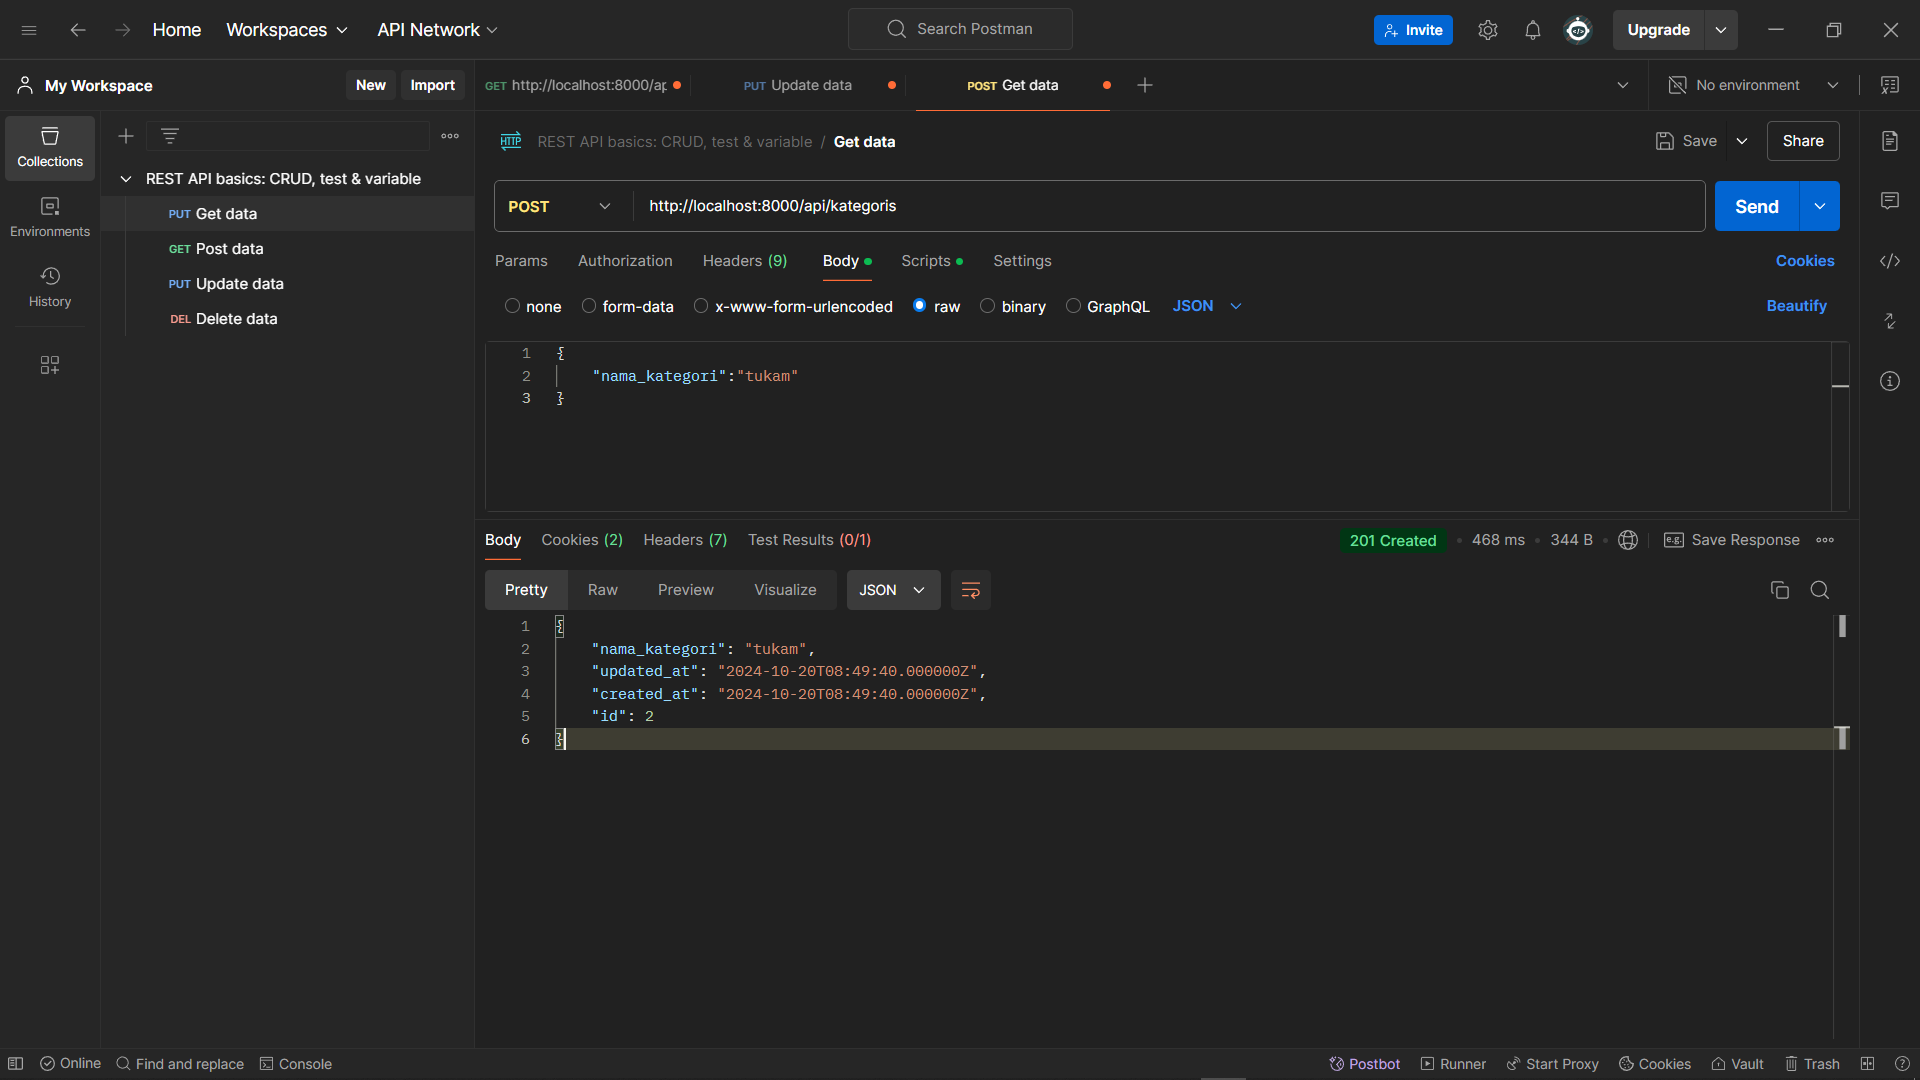 Home Workspaces API Network Search Postman Invite Upgrade
My Workspace New Import GET http://localhost:8000/ap PUT Update data POST Get data No environment
Collections
Environments
History
REST API basics: CRUD, test & variable
PUT Get data
GET Post data
PUT Update data
DEL Delete data
HTTP REST API basics: CRUD, test & variable / Get data Save Share
POST http://localhost:8000/api/kategoris Send
Params Authorization Headers (9) Body Scripts Settings Cookies
none form-data x-www-form-urlencoded raw binary GraphQL JSON Beautify
1 {
2 "nama_kategori":"tukam"
3 }
Body Cookies (2) Headers (7) Test Results (0/1) 201 Created 468 ms 344 B e.g. Save Response
Pretty Raw Preview Visualize JSON
1 {
2 "nama_kategori": "tukam",
3 "updated_at": "2024-10-20T08:49:40.000000Z",
4 "created_at": "2024-10-20T08:49:40.000000Z",
5 "id": 2
6 }
Online Find and replace Console Postbot Runner Start Proxy Cookies Vault Trash